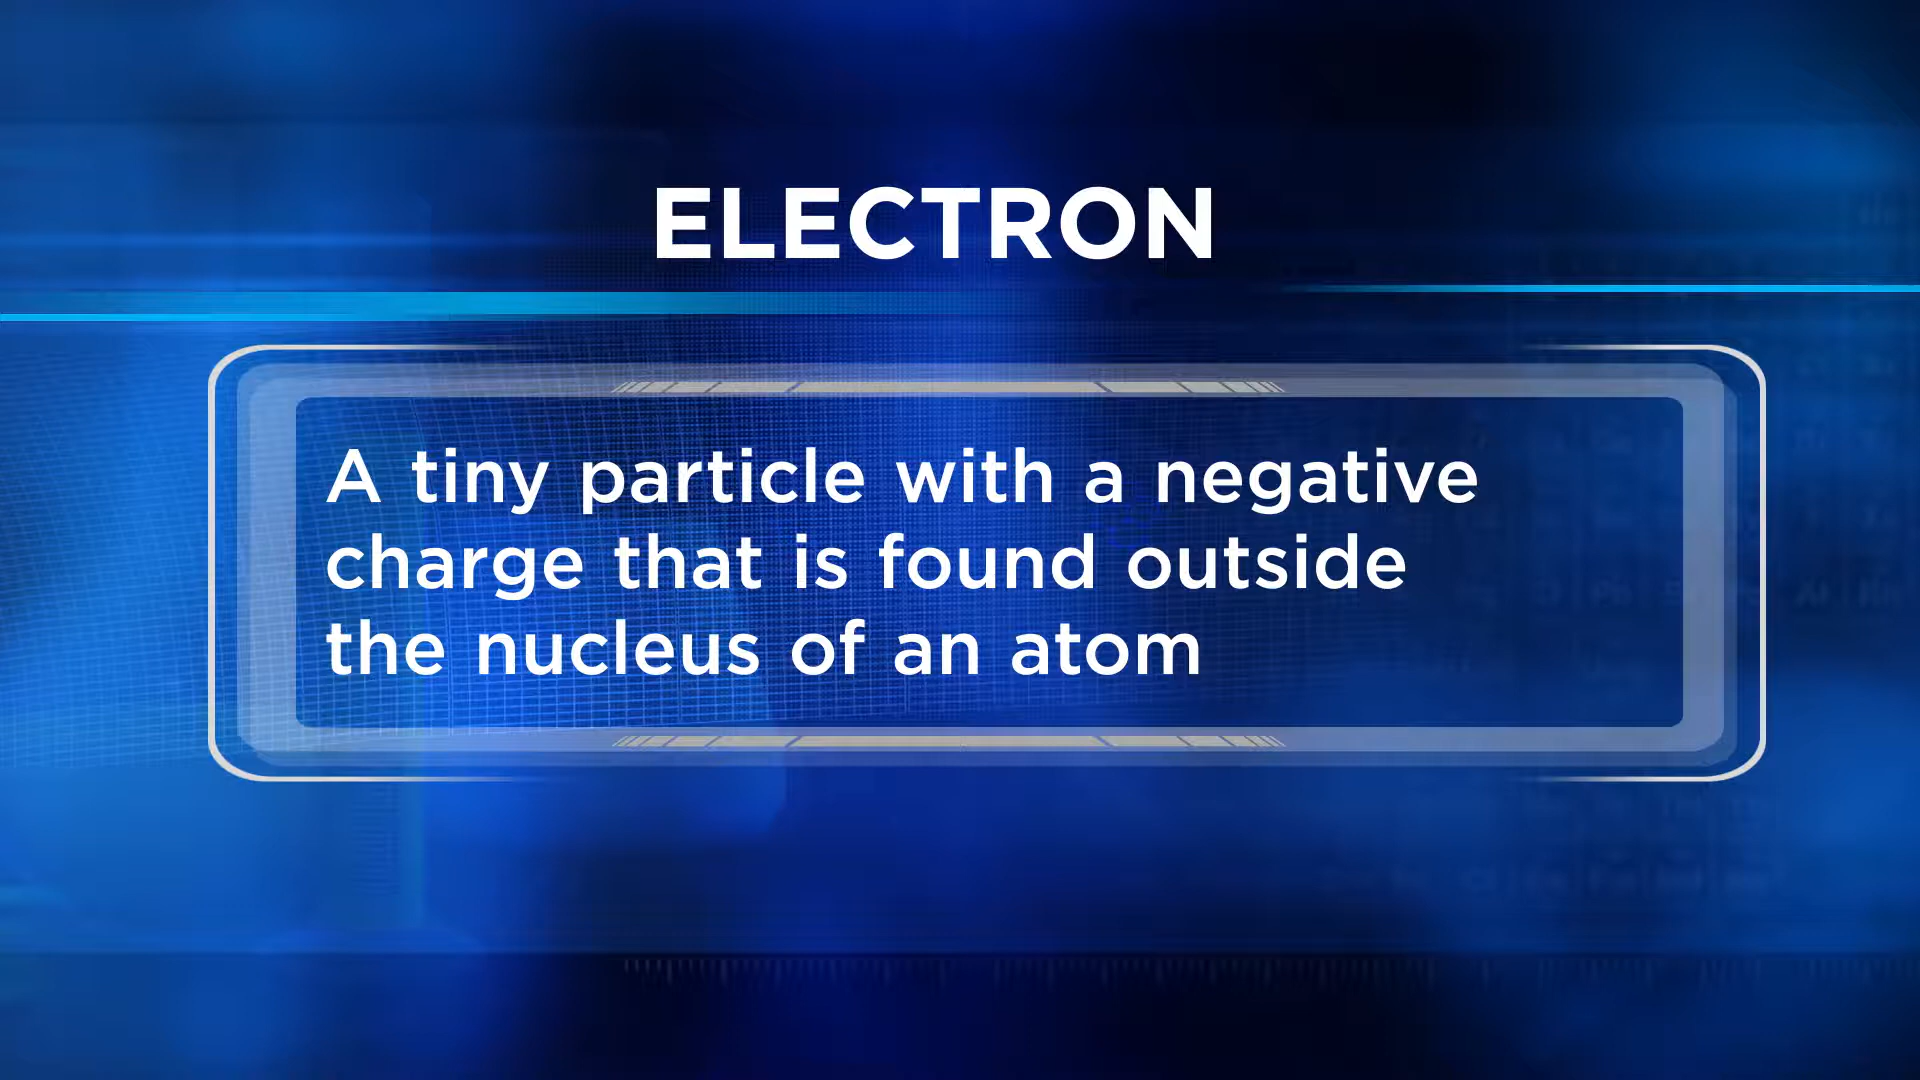 ELECTRON
A tiny particle with a negative
charge that is found outside
the nucleus of an atom